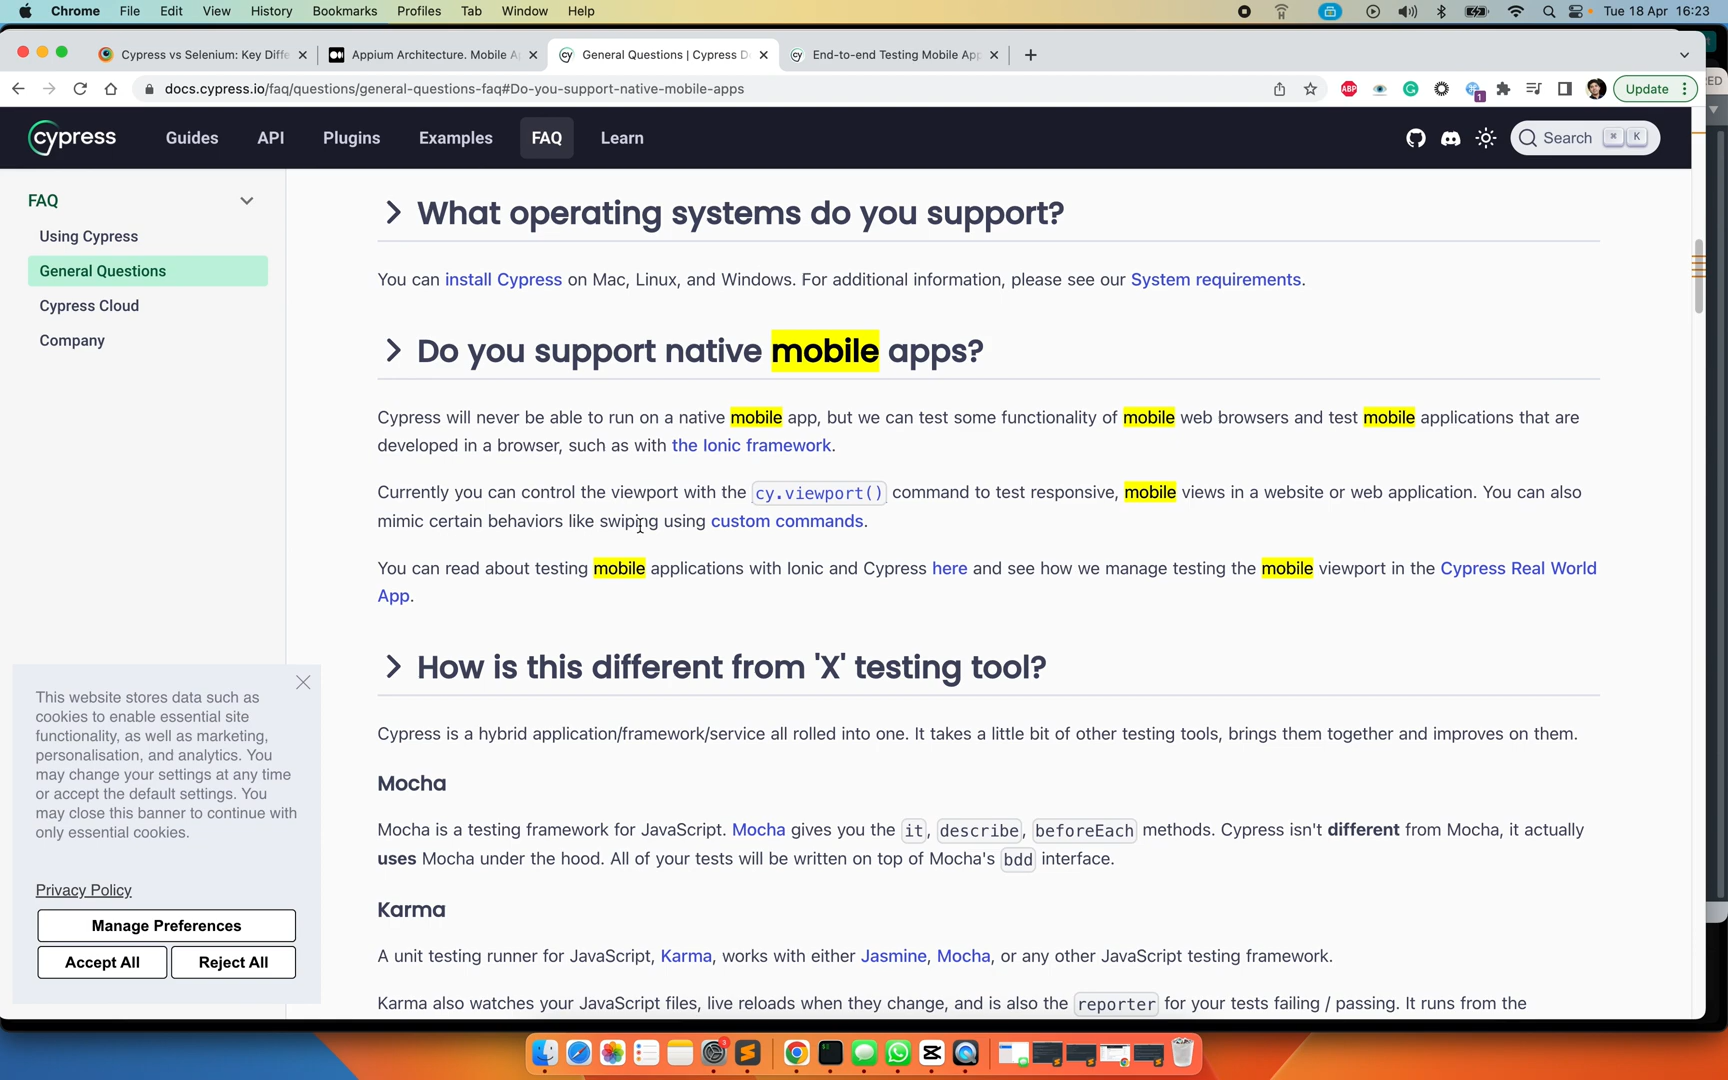 Chrome File Edit View History Bookmarks Profiles Tab Window Help Tue 18 Apr 16:23
Cypress vs Selenium: Key Diffe Appium Architecture. Mobile A General Questions | Cypress D End-to-end Testing Mobile App
docs.cypress.io/faq/questions/general-questions-faq#Do-you-support-native-mobile-apps ABP 1 Update
cypress Guides API Plugins Examples FAQ Learn Search ⌘ K
FAQ
Using Cypress
General Questions
Cypress Cloud
Company
What operating systems do you support?
You can install Cypress on Mac, Linux, and Windows. For additional information, please see our System requirements.
Do you support native mobile apps?
Cypress will never be able to run on a native mobile app, but we can test some functionality of mobile web browsers and test mobile applications that are
developed in a browser, such as with the Ionic framework.
Currently you can control the viewport with the cy.viewport() command to test responsive, mobile views in a website or web application. You can also
mimic certain behaviors like swiping using custom commands.
You can read about testing mobile applications with Ionic and Cypress here and see how we manage testing the mobile viewport in the Cypress Real World
App.
How is this different from 'X' testing tool?
Cypress is a hybrid application/framework/service all rolled into one. It takes a little bit of other testing tools, brings them together and improves on them.
Mocha
Mocha is a testing framework for JavaScript. Mocha gives you the it, describe, beforeEach methods. Cypress isn't different from Mocha, it actually
uses Mocha under the hood. All of your tests will be written on top of Mocha's bdd interface.
Karma
A unit testing runner for JavaScript, Karma, works with either Jasmine, Mocha, or any other JavaScript testing framework.
Karma also watches your JavaScript files, live reloads when they change, and is also the reporter for your tests failing / passing. It runs from the
This website stores data such as
cookies to enable essential site
functionality, as well as marketing,
personalisation, and analytics. You
may change your settings at any time
or accept the default settings. You
may close this banner to continue with
only essential cookies.
Privacy Policy
Manage Preferences
Accept All Reject All